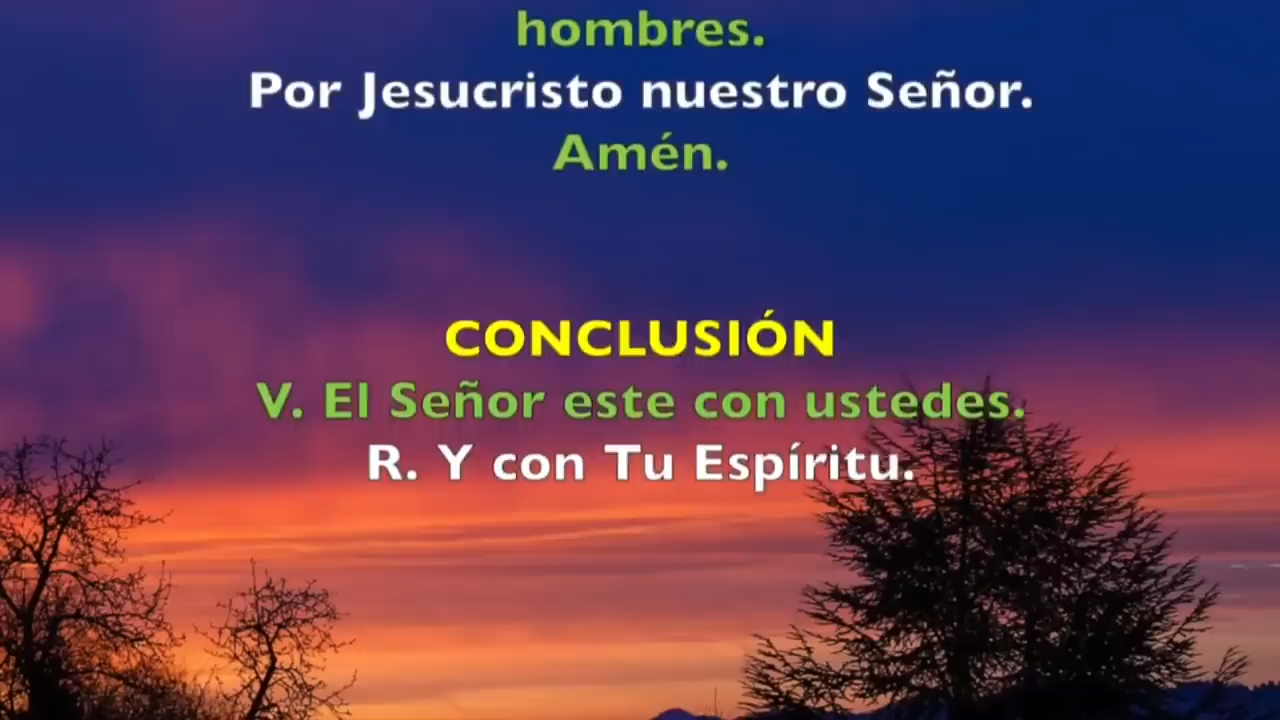 hombres.
Por Jesucristo nuestro Señor.
Amén.
CONCLUSIÓN
V. El Señor este con ustedes.
R. Y con Tu Espíritu.